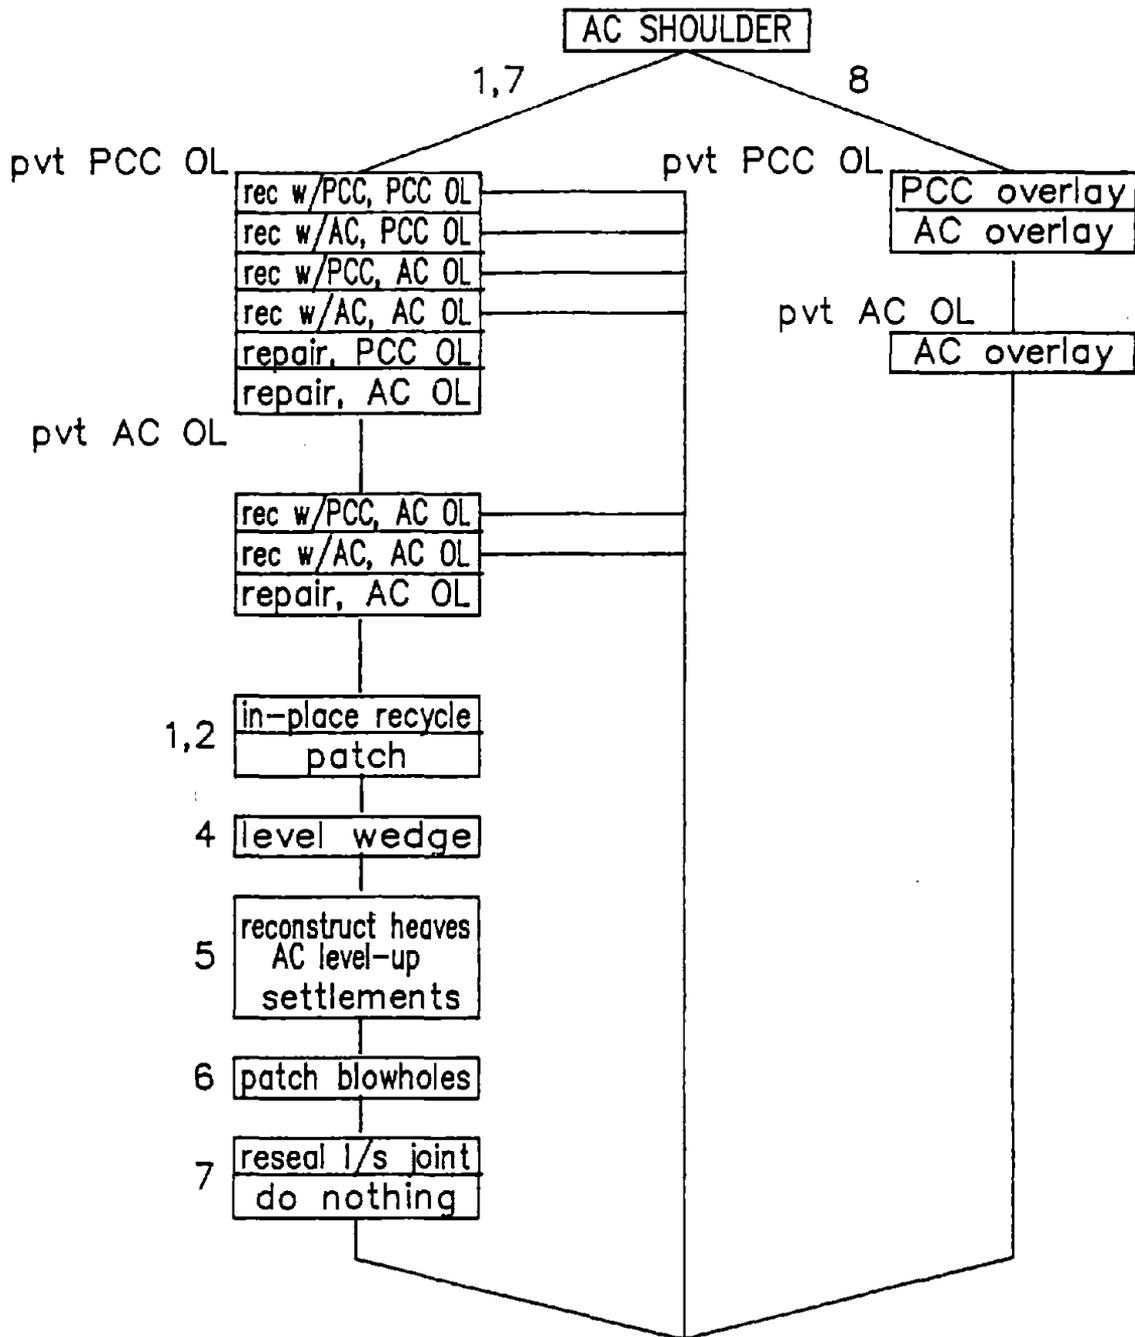 AC SHOULDER
1,7
8
pvt PCC OL
rec w/PCC, PCC OL
rec w/AC, PCC OL
rec w/PCC, AC OL
rec w/AC, AC OL
repair, PCC OL
repair, AC OL
pvt AC OL
rec w/PCC, AC OL
rec w/AC, AC OL
repair, AC OL
1,2
in-place recycle
patch
4
level wedge
5
reconstruct heaves
AC level-up
settlements
6
patch blowholes
7
reseal l/s joint
do nothing
pvt PCC OL
PCC overlay
AC overlay
pvt AC OL
AC overlay